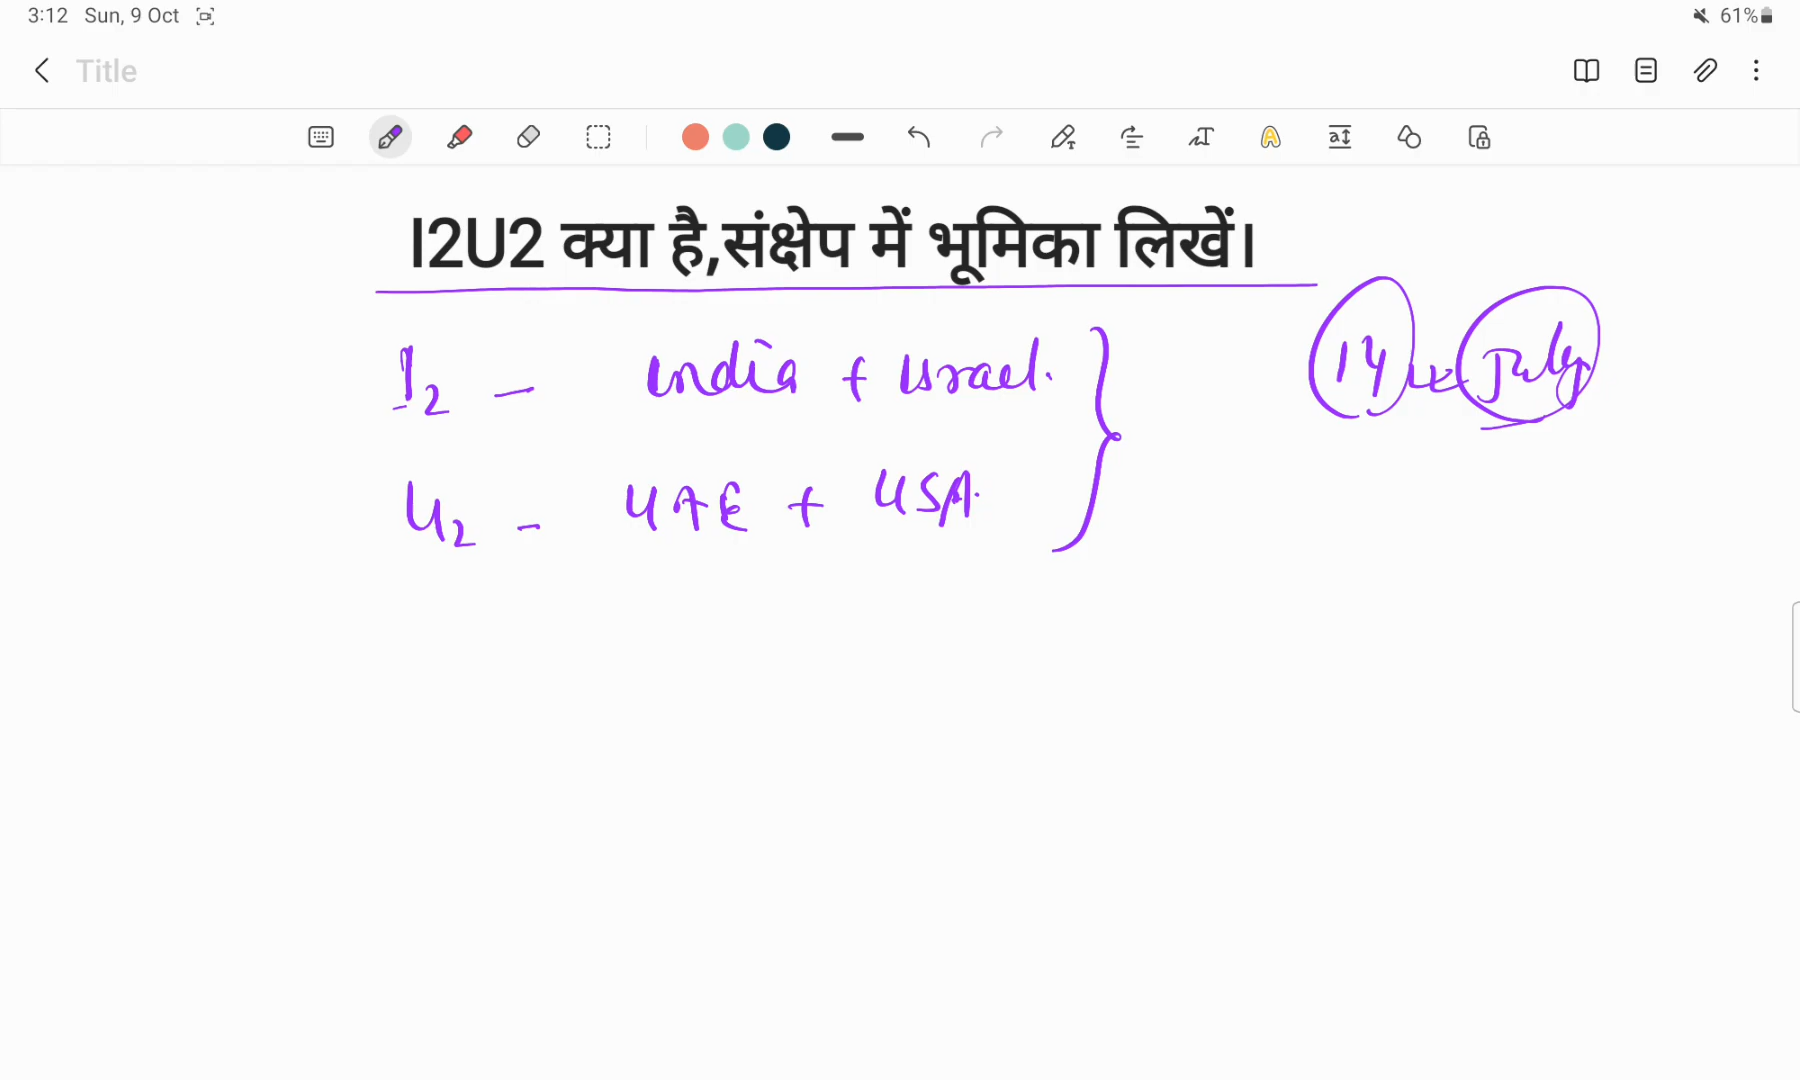 3:12 Sun, 9 Oct
61%
Title
I2U2 क्या है,संक्षेप में भूमिका लिखें।
I2 - India + Israel.
14 July
U2 - UAE + USA.